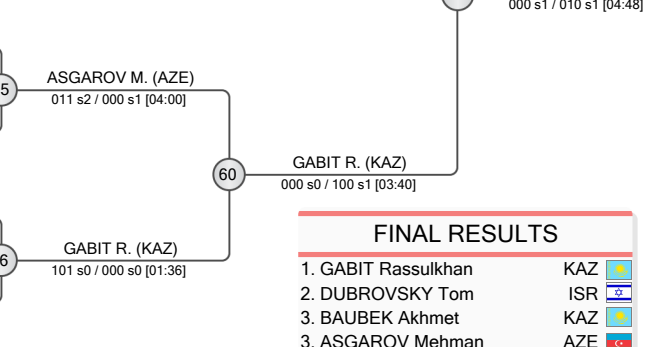 000 s1 / 010 s1 [04:48]
5
ASGAROV M. (AZE)
011 s2 / 000 s1 [04:00]
60
GABIT R. (KAZ)
000 s0 / 100 s1 [03:40]
6
GABIT R. (KAZ)
101 s0 / 000 s0 [01:36]
FINAL RESULTS
1. GABIT Rassulkhan KAZ
2. DUBROVSKY Tom ISR
3. BAUBEK Akhmet KAZ
3. ASGAROV Mehman AZE